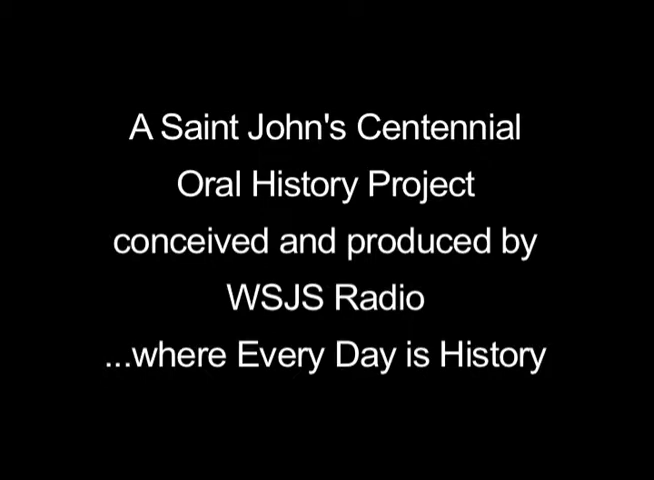 A Saint John's Centennial
Oral History Project
conceived and produced by
WSJS Radio
...where Every Day is History